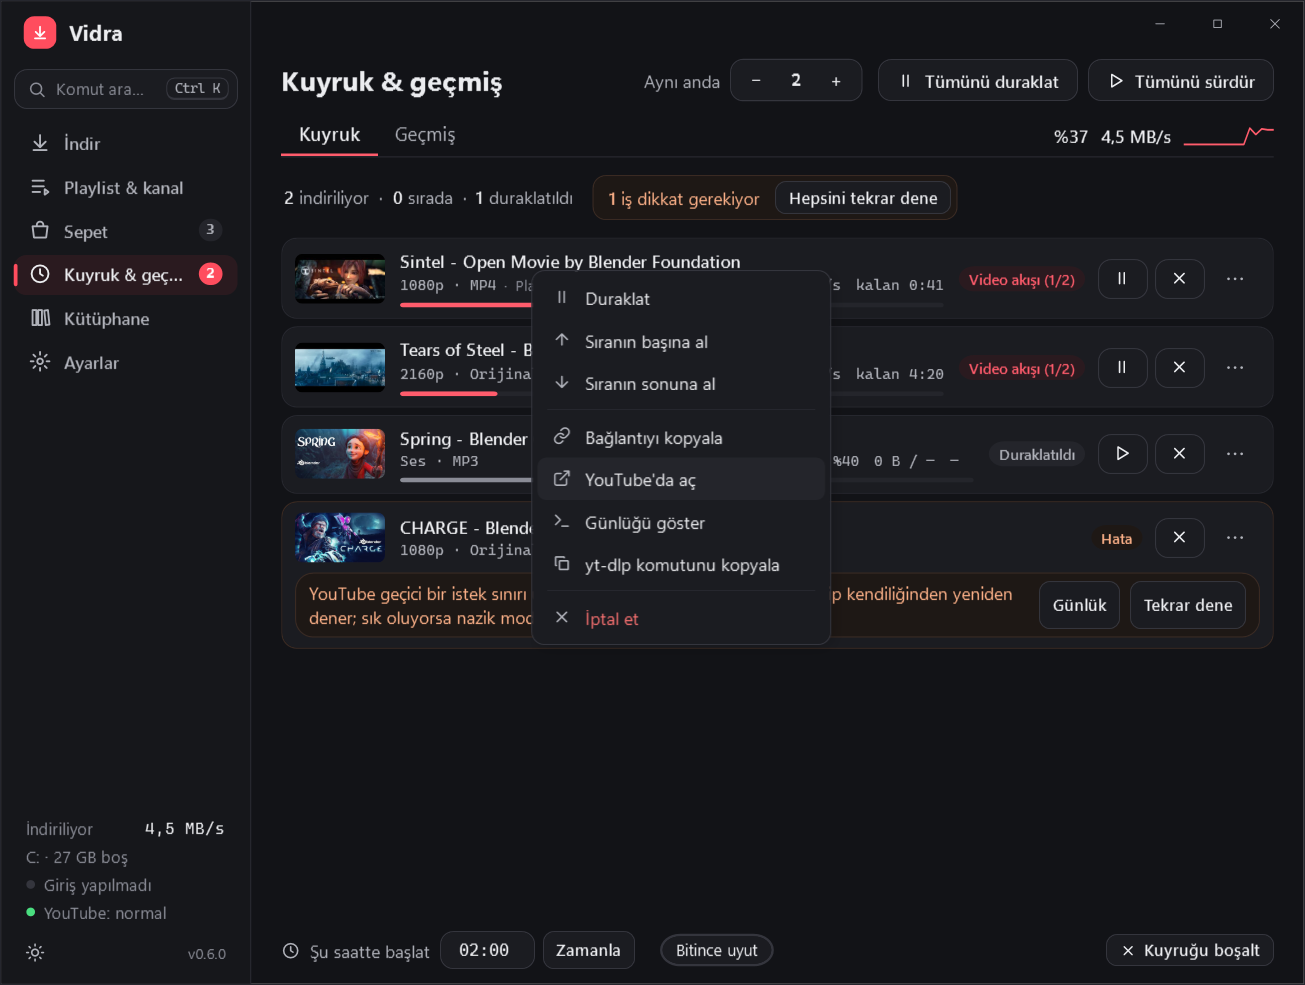 Vidra
Komut ara... Ctrl K
İndir
Playlist & kanal
Sepet 3
Kuyruk & geç... 2
Kütüphane
Ayarlar
İndiriliyor 4,5 MB/s
C: · 27 GB boş
Giriş yapılmadı
YouTube: normal
v0.6.0
Kuyruk & geçmiş
Aynı anda − 2 + Tümünü duraklat Tümünü sürdür
Kuyruk Geçmiş %37 4,5 MB/s
2 indiriliyor · 0 sırada · 1 duraklatıldı 1 iş dikkat gerekiyor Hepsini tekrar dene
Sintel - Open Movie by Blender Foundation
1080p · MP4 · kalan 0:41 Video akışı (1/2)
Tears of Steel -
2160p · kalan 4:20 Video akışı (1/2)
SPRING
Spring - Blender
Ses · MP3 %40 0 B / — — Duraklatıldı
CHARGE
CHARGE - 
1080p · Hata
YouTube geçici bir istek sınırı kendiliğinden yeniden
dener; sık oluyorsa nazik
Günlük Tekrar dene
Duraklat
Sıranın başına al
Sıranın sonuna al
Bağlantıyı kopyala
YouTube'da aç
Günlüğü göster
yt-dlp komutunu kopyala
İptal et
Şu saatte başlat 02:00 Zamanla Bitince uyut Kuyruğu boşalt